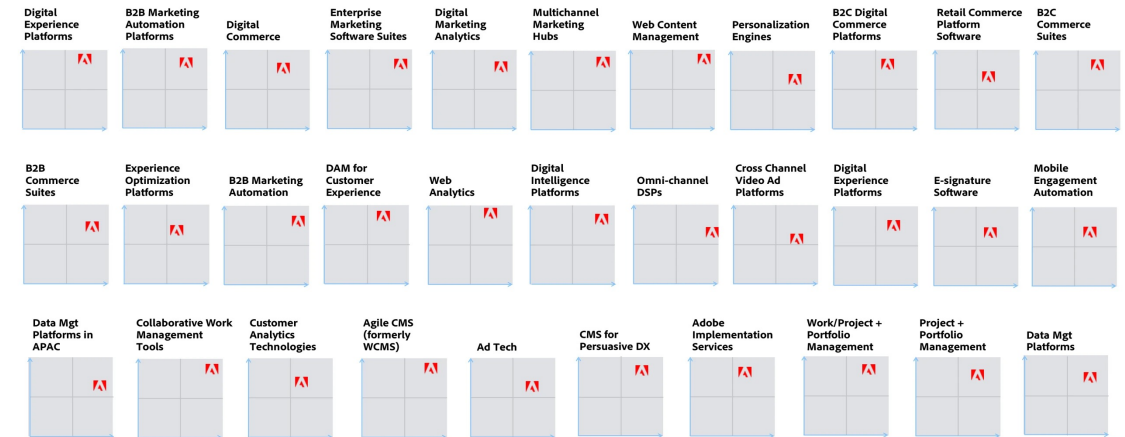 Digital
Experience
Platforms
B2B Marketing
Automation
Platforms
Digital
Commerce
Enterprise
Marketing
Software Suites
Digital
Marketing
Analytics
Multichannel
Marketing
Hubs
Web Content
Management
Personalization
Engines
B2C Digital
Commerce
Platforms
Retail Commerce
Platform
Software
B2C
Commerce
Suites
B2B
Commerce
Suites
Experience
Optimization
Platforms
B2B Marketing
Automation
DAM for
Customer
Experience
Web
Analytics
Digital
Intelligence
Platforms
Omni-channel
DSPs
Cross Channel
Video Ad
Platforms
Digital
Experience
Platforms
E-signature
Software
Mobile
Engagement
Automation
Data Mgt
Platforms in
APAC
Collaborative Work
Management
Tools
Customer
Analytics
Technologies
Agile CMS
(formerly
WCMS)
Ad Tech
CMS for
Persuasive DX
Adobe
Implementation
Services
Work/Project +
Portfolio
Management
Project +
Portfolio
Management
Data Mgt
Platforms